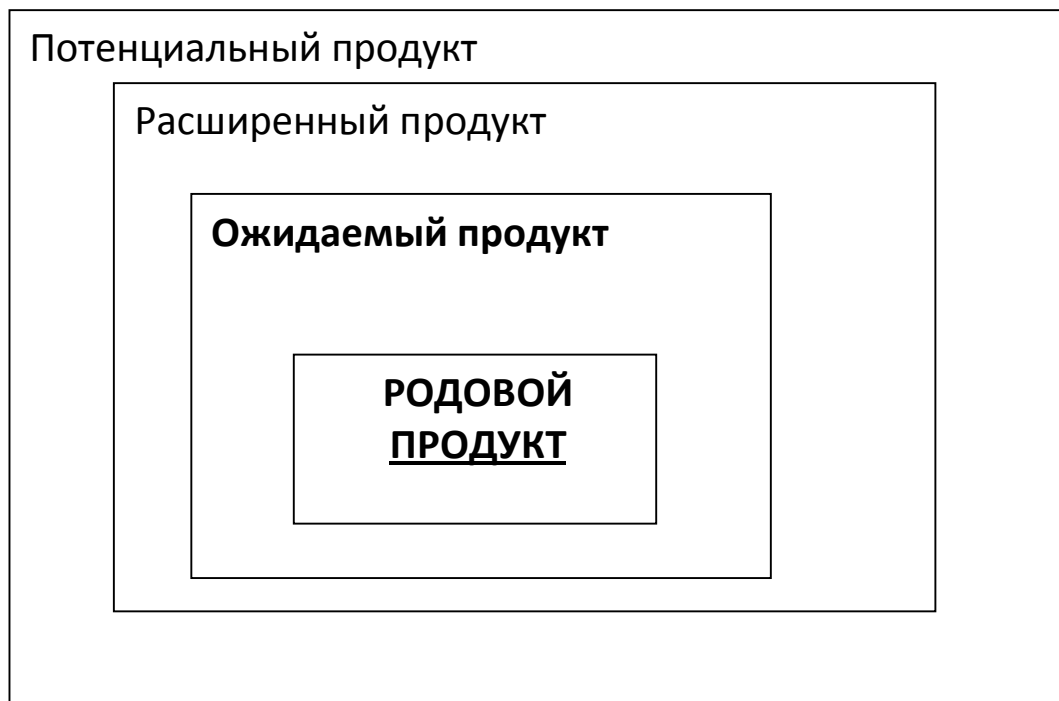 Потенциальный продукт
Расширенный продукт
Ожидаемый продукт
РОДОВОЙ
ПРОДУКТ